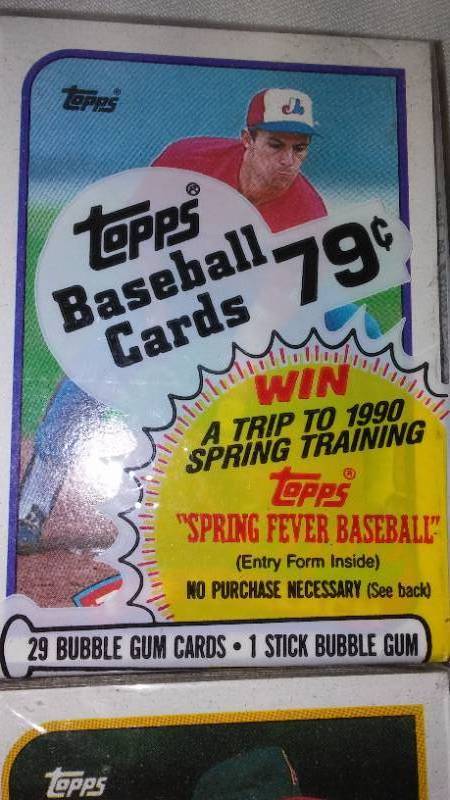 Topps®
Topps®
Baseball
Cards
79¢
WIN
A TRIP TO 1990
SPRING TRAINING
Topps®
"SPRING FEVER BASEBALL"
(Entry Form Inside)
NO PURCHASE NECESSARY (See back)
29 BUBBLE GUM CARDS • 1 STICK BUBBLE GUM
Topps